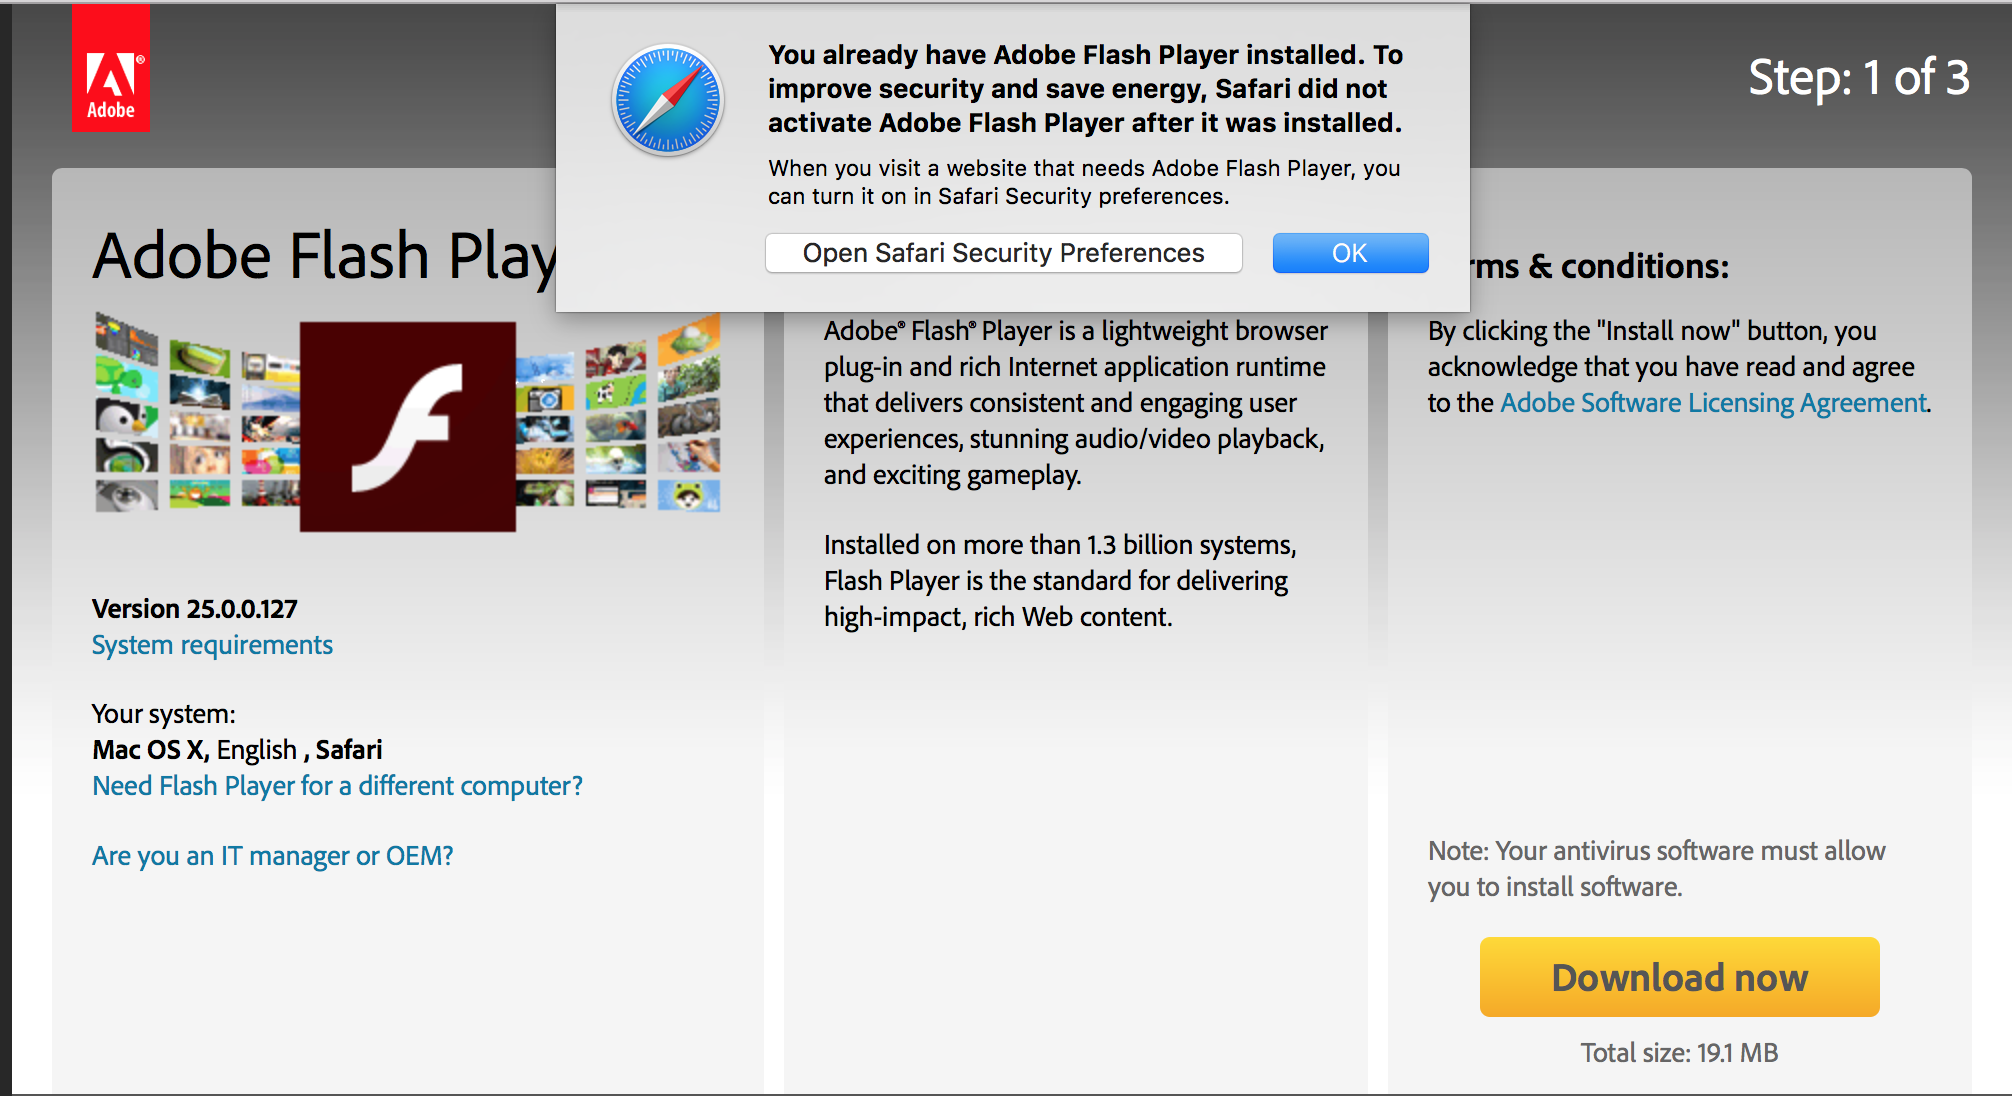 Adobe
You already have Adobe Flash Player installed. To
improve security and save energy, Safari did not
activate Adobe Flash Player after it was installed.
When you visit a website that needs Adobe Flash Player, you
can turn it on in Safari Security preferences.
Open Safari Security Preferences
OK
Step: 1 of 3
Adobe Flash Play
Version 25.0.0.127
System requirements
Your system:
Mac OS X, English , Safari
Need Flash Player for a different computer?
Are you an IT manager or OEM?
Adobe® Flash® Player is a lightweight browser
plug-in and rich Internet application runtime
that delivers consistent and engaging user
experiences, stunning audio/video playback,
and exciting gameplay.
Installed on more than 1.3 billion systems,
Flash Player is the standard for delivering
high-impact, rich Web content.
rms & conditions:
By clicking the "Install now" button, you
acknowledge that you have read and agree
to the Adobe Software Licensing Agreement.
Note: Your antivirus software must allow
you to install software.
Download now
Total size: 19.1 MB